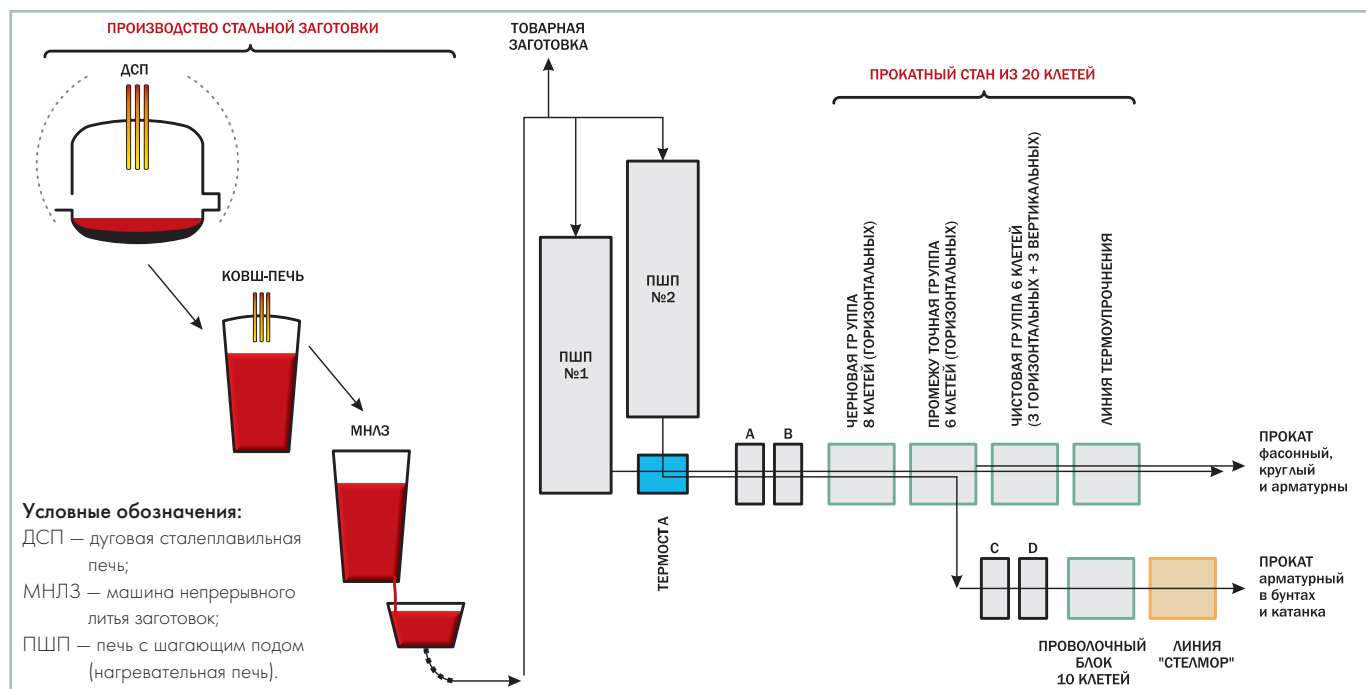 ПРОИЗВОДСТВО СТАЛЬНОЙ ЗАГОТОВКИ
ДСП
КОВШ-ПЕЧЬ
МНЛЗ
Условные обозначения:
ДСП — дуговая сталеплавильная
печь;
МНЛЗ — машина непрерывного
литья заготовок;
ПШП — печь с шагающим подом
(нагревательная печь).
ТОВАРНАЯ
ЗАГОТОВКА
ПШП
№1
ПШП
№2
ТЕРМОСТ А
ПРОКАТНЫЙ СТАН ИЗ 20 КЛЕТЕЙ
A
B
ЧЕРНОВАЯ ГР УППА
8 КЛЕТЕЙ (ГОРИЗОНТАЛЬНЫХ)
ПРОМЕЖУ ТОЧНАЯ ГР УППА
6 КЛЕТЕЙ (ГОРИЗОНТАЛЬНЫХ)
ЧИСТОВАЯ ГР УППА 6 КЛЕТЕЙ
(3 ГОРИЗОНТАЛЬНЫХ + 3 ВЕРТИКАЛЬНЫХ)
ЛИНИЯ ТЕРМОУПРОЧНЕНИЯ
ПРОКАТ
фасонный,
круглый
и арматурны
C
D
ПРОВОЛОЧНЫЙ
БЛОК
10 КЛЕТЕЙ
ЛИНИЯ
"СТЕЛМОР"
ПРОКАТ
арматурный
в бунтах
и катанка